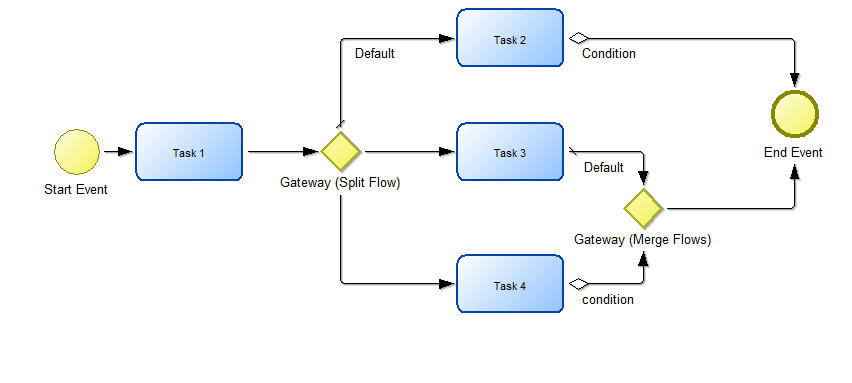 Task 2
Default
Condition
Task 1
Task 3
End Event
Default
Start Event
Gateway (Split Flow)
Gateway (Merge Flows)
Task 4
condition